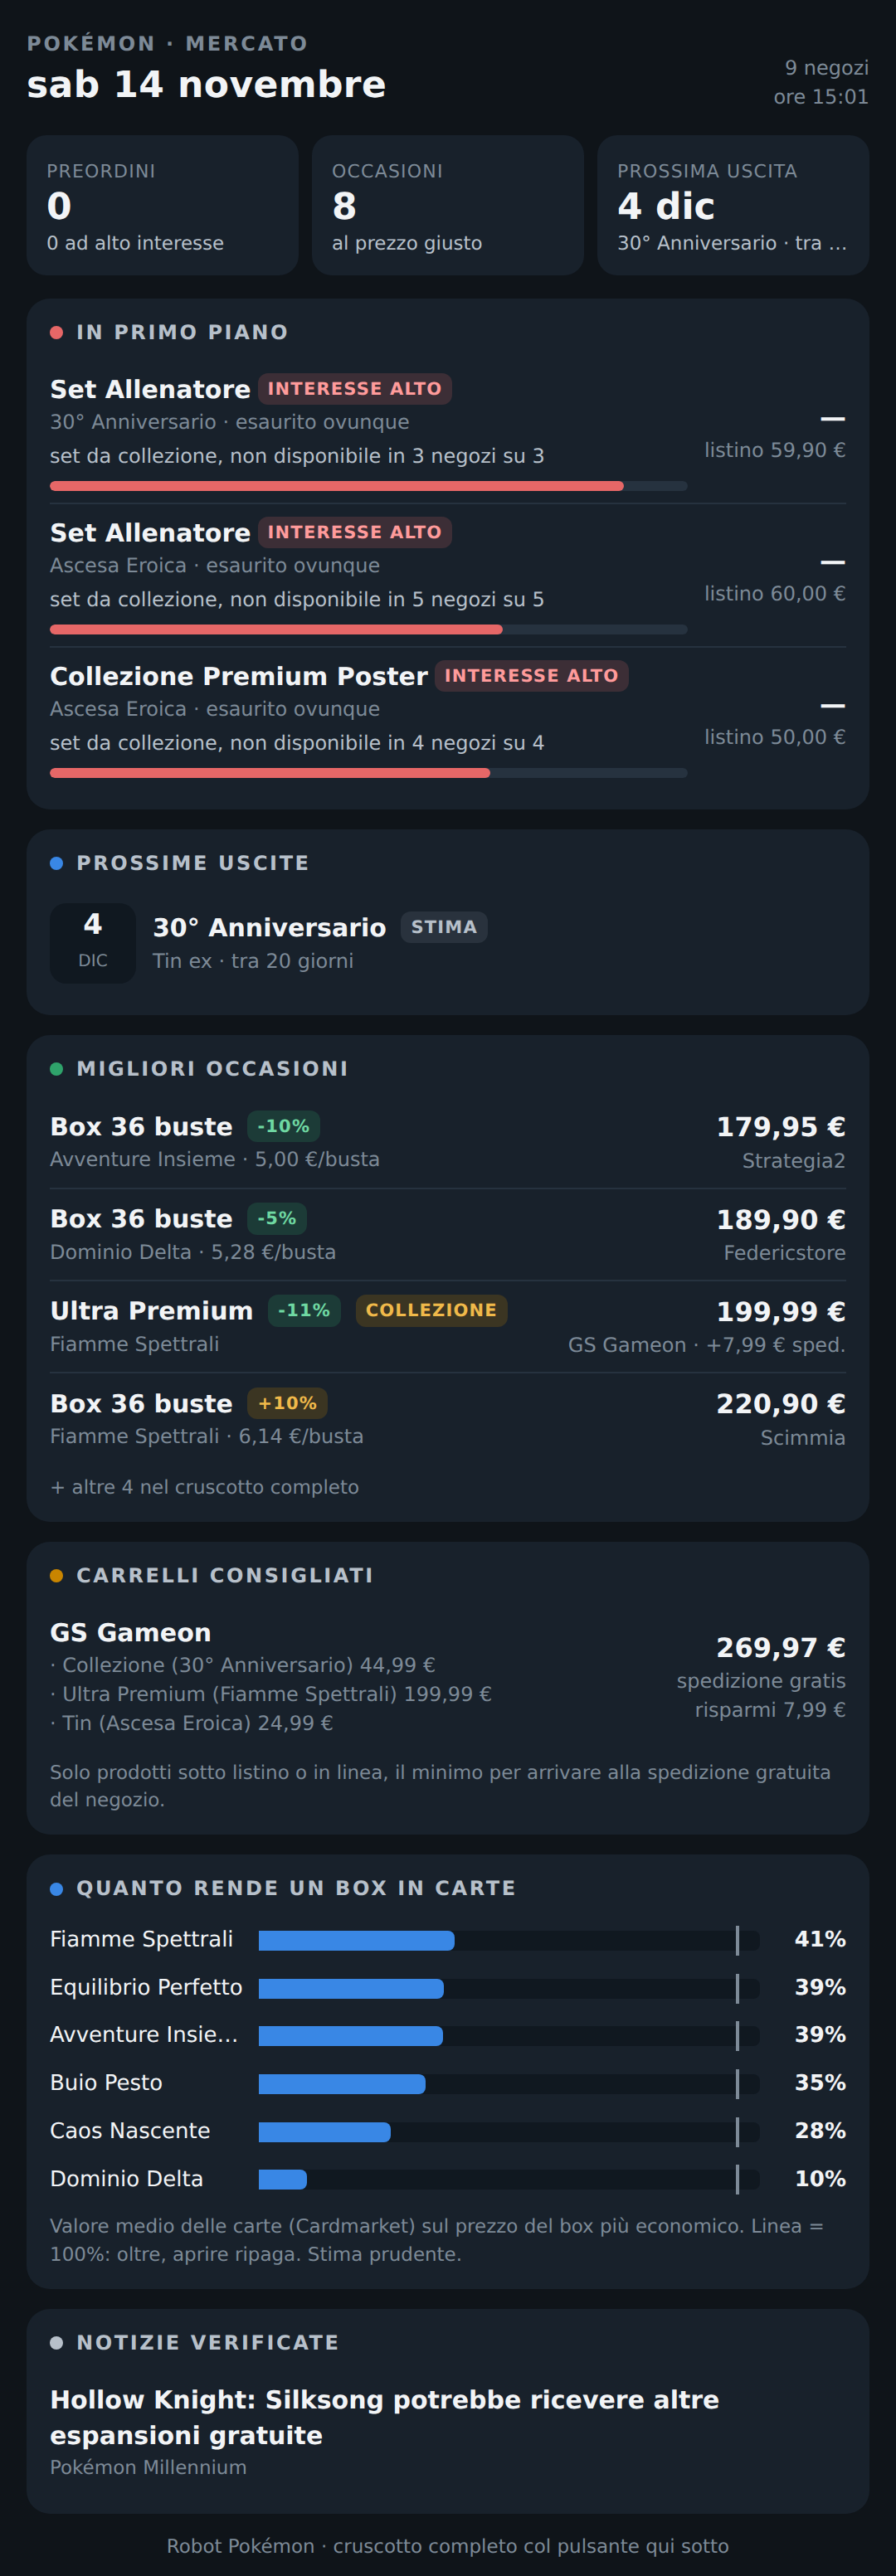 POKÉMON · MERCATO
sab 14 novembre
9 negozi
ore 15:01
PREORDINI
0
0 ad alto interesse
OCCASIONI
8
al prezzo giusto
PROSSIMA USCITA
4 dic
30° Anniversario · tra …
IN PRIMO PIANO
Set Allenatore INTERESSE ALTO
30° Anniversario · esaurito ovunque
set da collezione, non disponibile in 3 negozi su 3
—
listino 59,90 €
Set Allenatore INTERESSE ALTO
Ascesa Eroica · esaurito ovunque
set da collezione, non disponibile in 5 negozi su 5
—
listino 60,00 €
Collezione Premium Poster INTERESSE ALTO
Ascesa Eroica · esaurito ovunque
set da collezione, non disponibile in 4 negozi su 4
—
listino 50,00 €
PROSSIME USCITE
4
DIC
30° Anniversario STIMA
Tin ex · tra 20 giorni
MIGLIORI OCCASIONI
Box 36 buste -10%
Avventure Insieme · 5,00 €/busta
179,95 €
Strategia2
Box 36 buste -5%
Dominio Delta · 5,28 €/busta
189,90 €
Federicstore
Ultra Premium -11% COLLEZIONE
Fiamme Spettrali
199,99 €
GS Gameon · +7,99 € sped.
Box 36 buste +10%
Fiamme Spettrali · 6,14 €/busta
220,90 €
Scimmia
+ altre 4 nel cruscotto completo
CARRELLI CONSIGLIATI
GS Gameon
· Collezione (30° Anniversario) 44,99 €
· Ultra Premium (Fiamme Spettrali) 199,99 €
· Tin (Ascesa Eroica) 24,99 €
269,97 €
spedizione gratis
risparmi 7,99 €
Solo prodotti sotto listino o in linea, il minimo per arrivare alla spedizione gratuita
del negozio.
QUANTO RENDE UN BOX IN CARTE
Fiamme Spettrali 41%
Equilibrio Perfetto 39%
Avventure Insie… 39%
Buio Pesto 35%
Caos Nascente 28%
Dominio Delta 10%
Valore medio delle carte (Cardmarket) sul prezzo del box più economico. Linea =
100%: oltre, aprire ripaga. Stima prudente.
NOTIZIE VERIFICATE
Hollow Knight: Silksong potrebbe ricevere altre
espansioni gratuite
Pokémon Millennium
Robot Pokémon · cruscotto completo col pulsante qui sotto